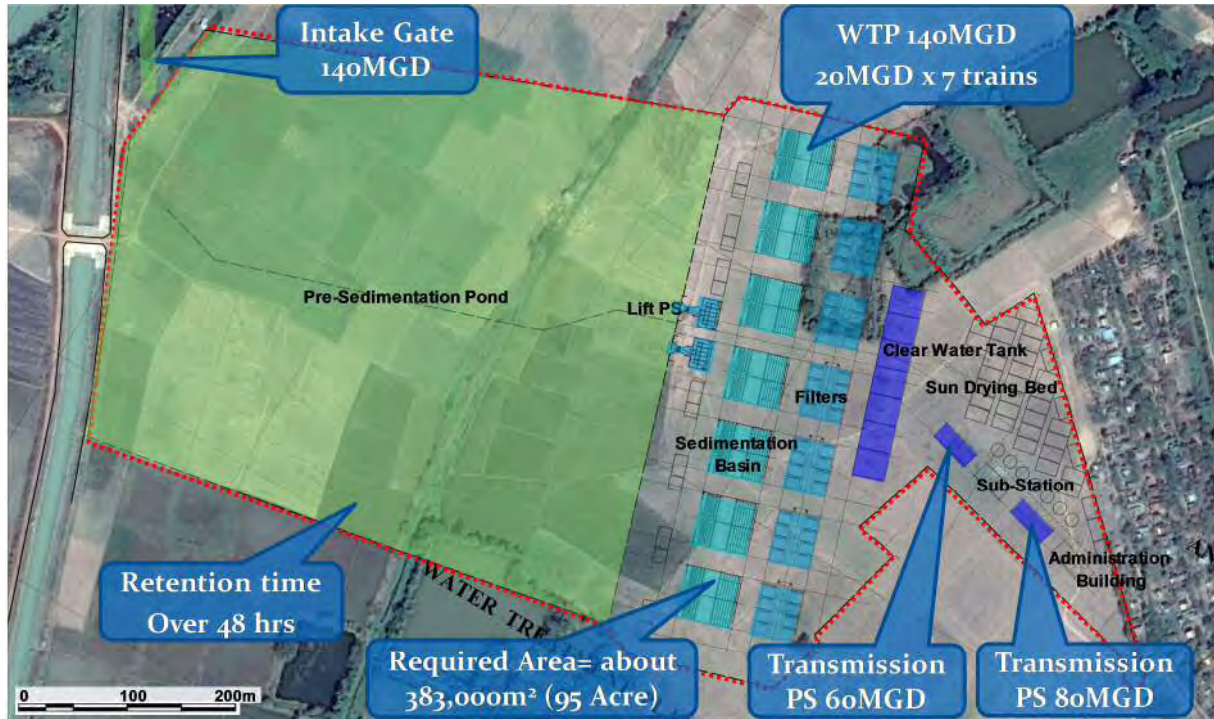 Intake Gate
140MGD
WTP 140MGD
20MGD x 7 trains
Pre-Sedimentation Pond
Lift PS
Clear Water Tank
Sun Drying Bed
Filters
Sedimentation
Basin
Sub-Station
Administration
Building
WATER
Retention time
Over 48 hrs
Required Area= about
383,000m² (95 Acre)
Transmission
PS 60MGD
Transmission
PS 80MGD
0 100 200m